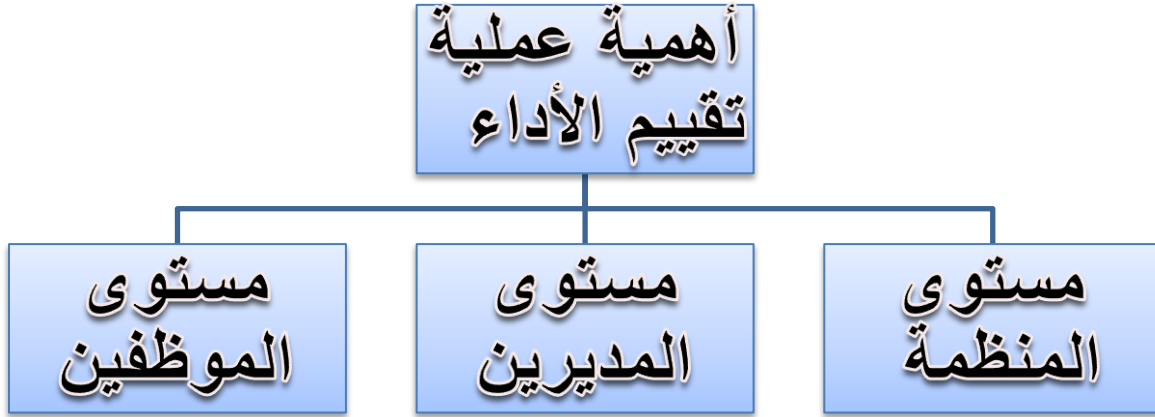 أهمية عملية
تقييم الأداء
مستوى
المنظمة
مستوى
المديرين
مستوى
الموظفين